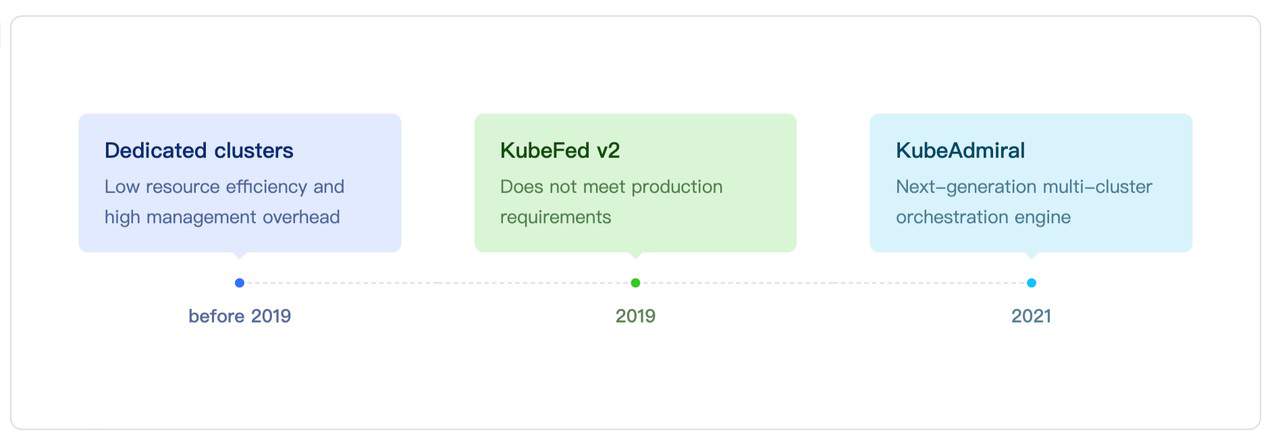 Dedicated clusters
Low resource efficiency and
high management overhead
KubeFed v2
Does not meet production
requirements
KubeAdmiral
Next-generation multi-cluster
orchestration engine
before 2019
2019
2021